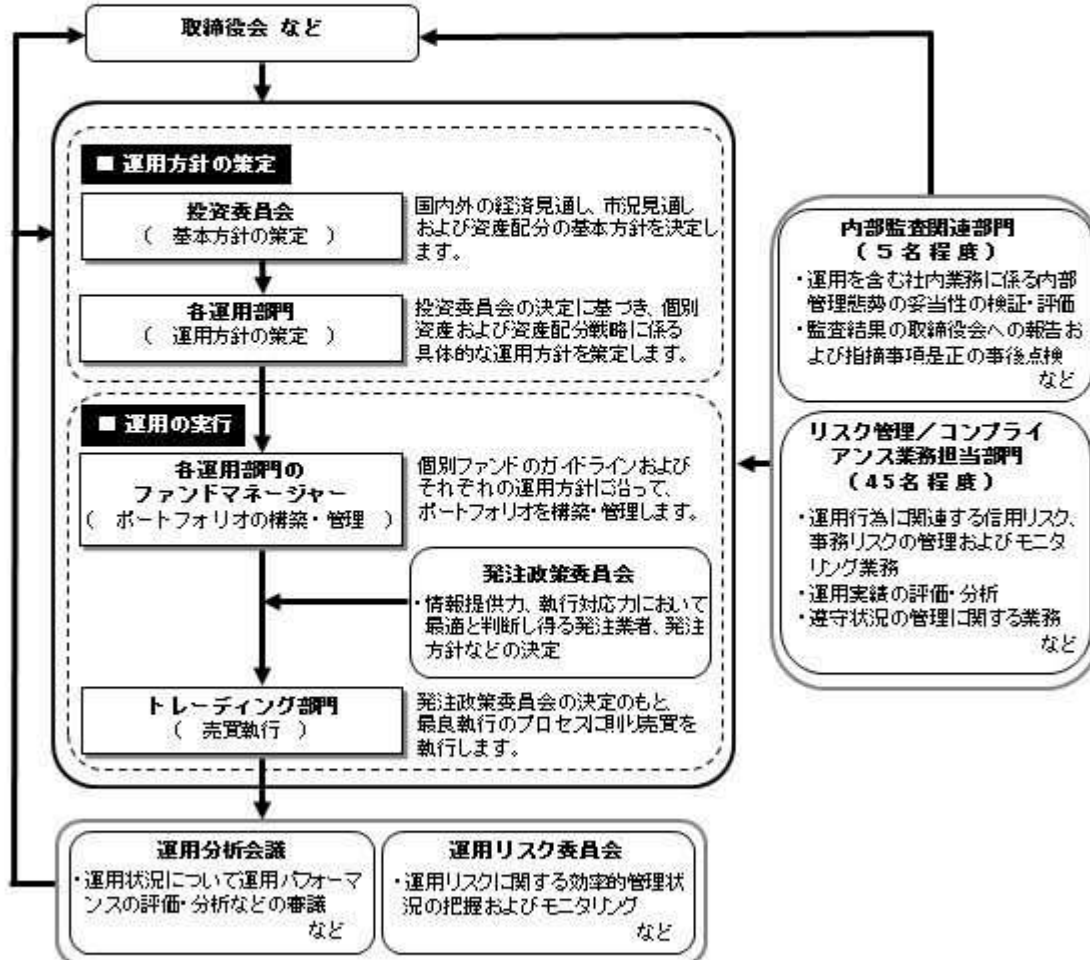 取締役会 など
■ 運用方針の策定
投資委員会
( 基本方針の策定 )
国内外の経済見通し、市況見通し
および資産配分の基本方針を決定し
ます。
各運用部門
( 運用方針の策定 )
投資委員会の決定に基づき、個別
資産および資産配分戦略に係る
具体的な運用方針を策定します。
■ 運用の実行
各運用部門の
ファンドマネージャー
( ポートフォリオの構築・管理 )
個別ファンドのガイドラインおよび
それぞれの運用方針に沿って、
ポートフォリオを構築・管理します。
発注政策委員会
・情報提供力、執行対応力において
最適と判断し得る発注業者、発注
方針などの決定
トレーディング部門
( 売買執行 )
発注政策委員会の決定のもと
最良執行のプロセスに則り売買を
執行します。
運用分析会議
・運用状況について運用パフォーマ
ンスの評価・分析などの審議
など
運用リスク委員会
・運用リスクに関する効率的管理状
況の把握およびモニタリング
など
内部監査関連部門
(5名程度)
・運用を含む社内業務に係る内部
管理態勢の妥当性の検証・評価
・監査結果の取締役会への報告お
よび指摘事項是正の事後点検
など
リスク管理/コンプライ
アンス業務担当部門
(45名程度)
・運用行為に関連する信用リスク、
事務リスクの管理およびモニタ
リング業務
・運用実績の評価・分析
・遵守状況の管理に関する業務
など